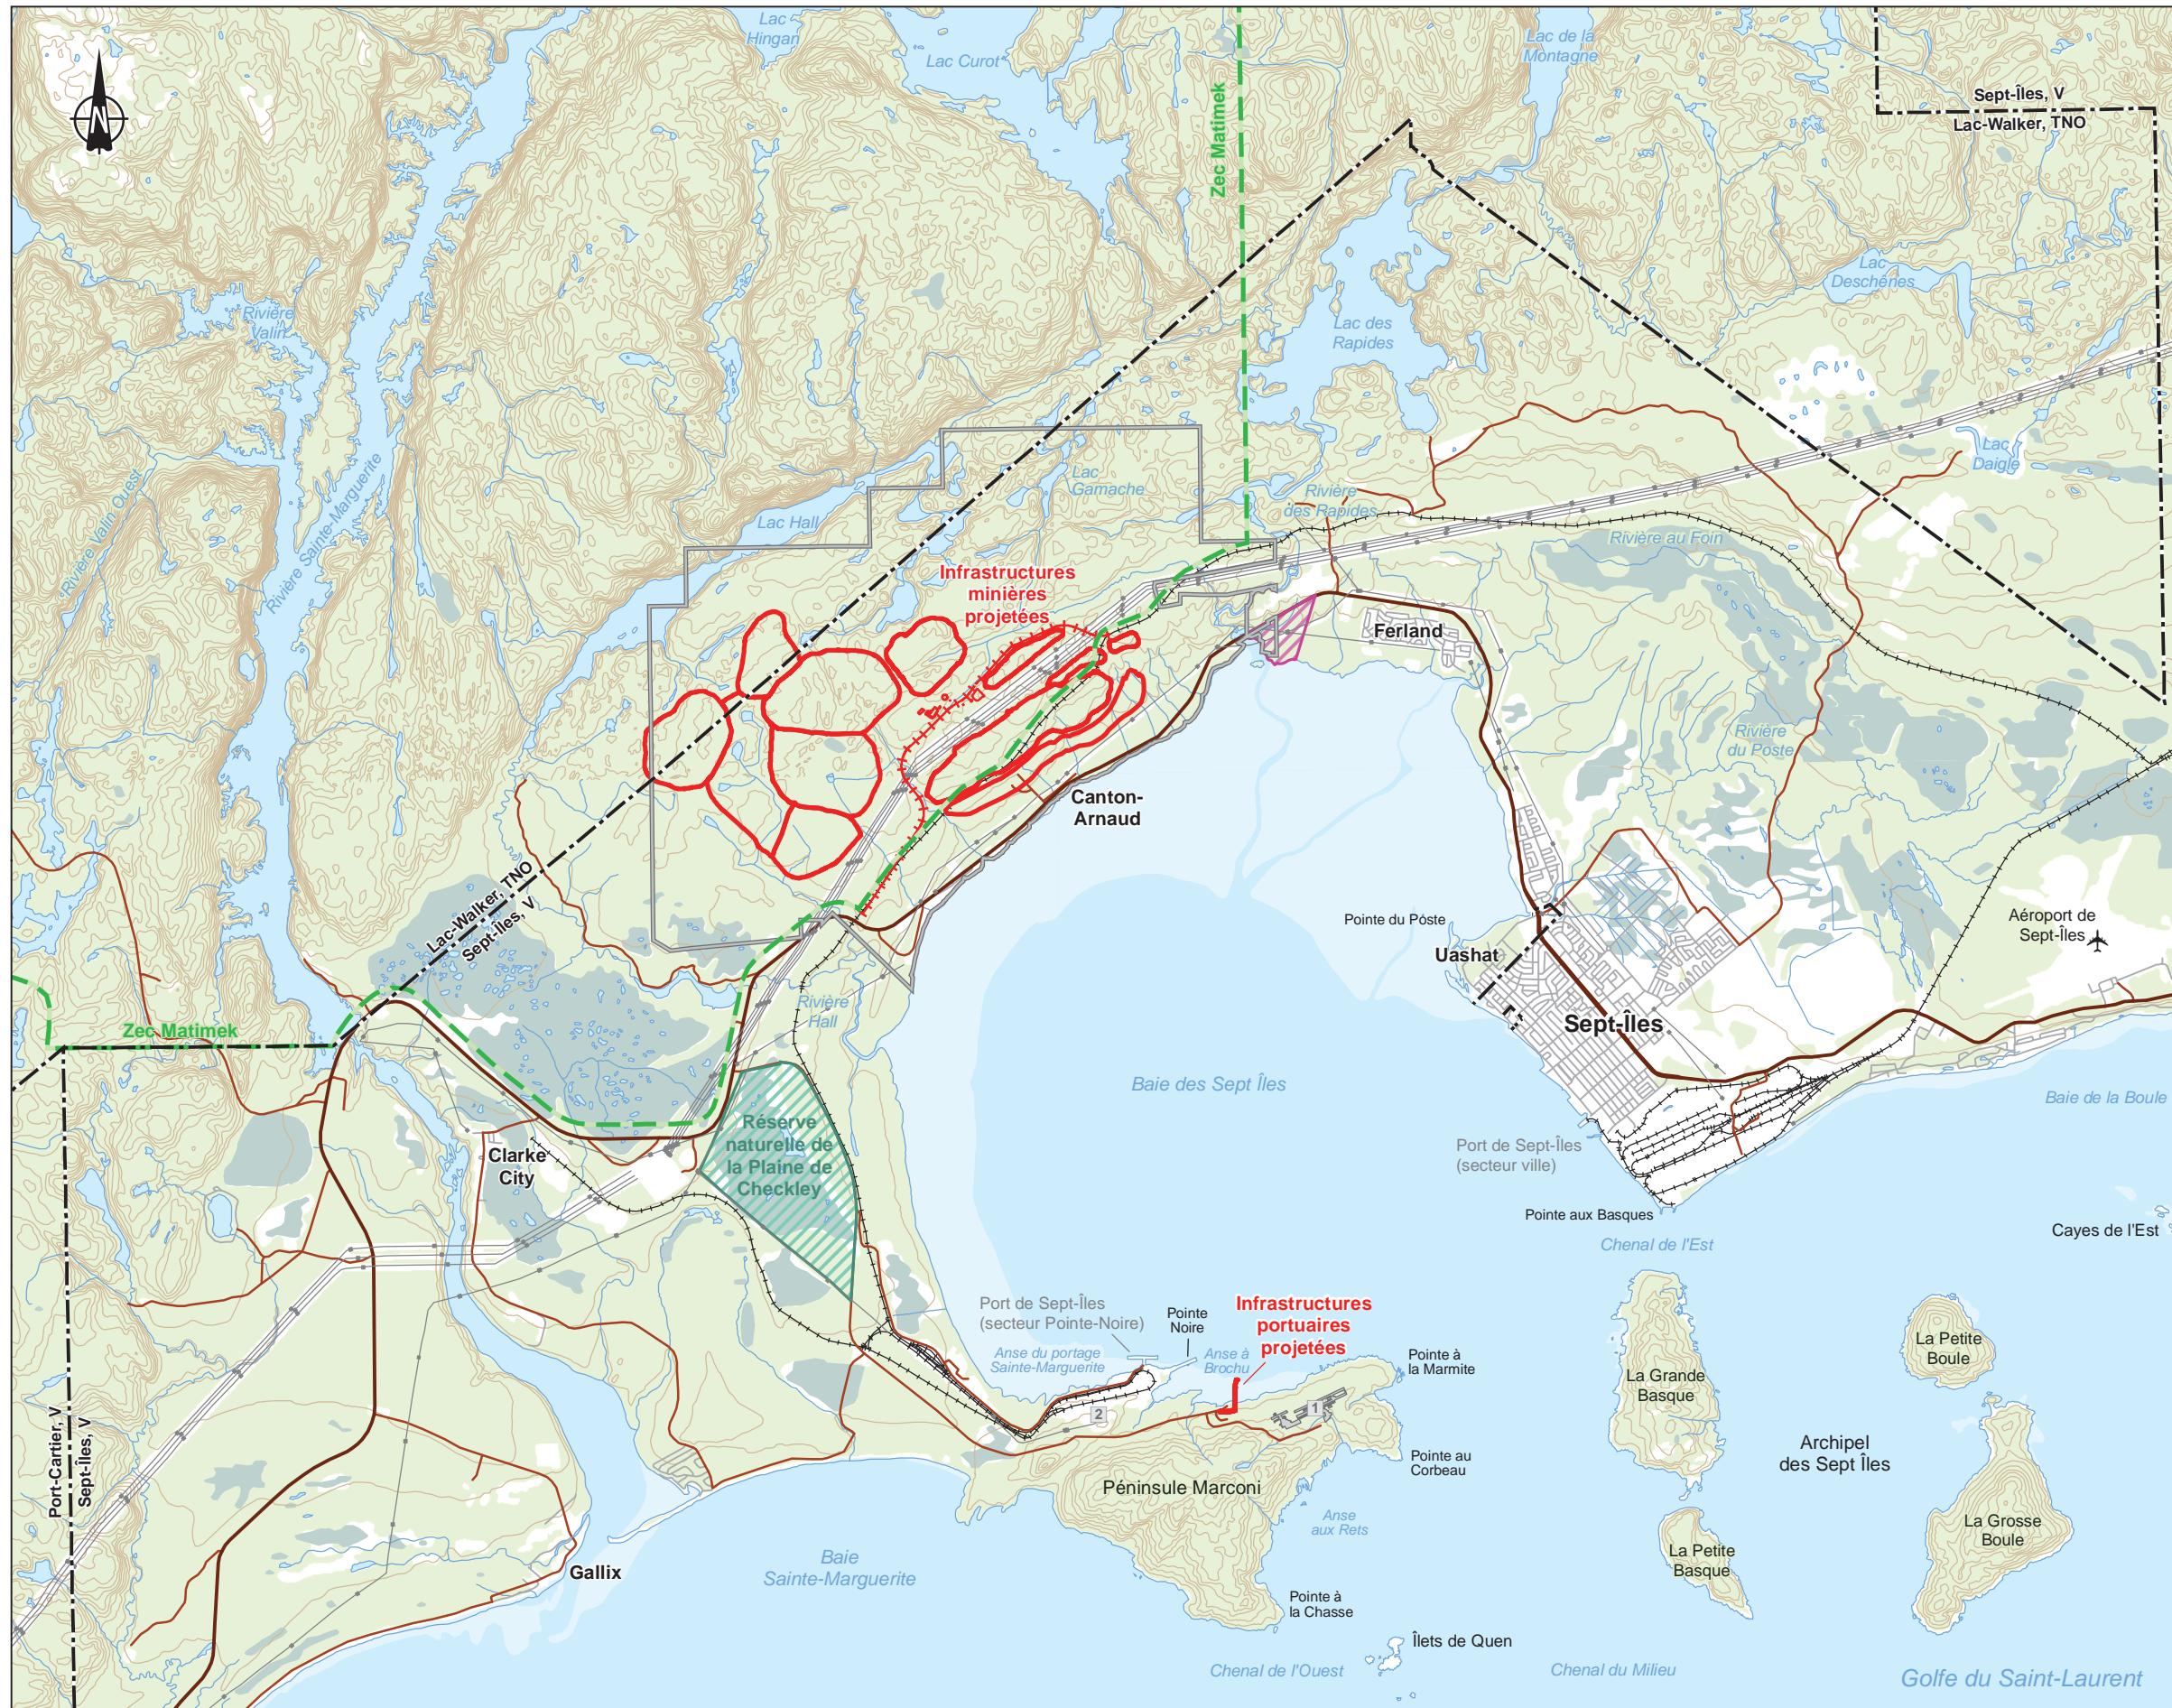 Lac
Hingan
Lac Curot
Lac de la
Montagne
Sept-Îles, V
Lac-Walker, TNO
N
Zec Matimek
Rivière
Valin
Lac des
Rapides
Lac
Deschênes
Rivière Valin Ouest
Rivière Sainte-Marguerite
Lac Hall
Lac
Gamache
Rivière
des Rapides
Lac
Daigle
Rivière au Foin
Infrastructures
minières
projetées
Ferland
Rivière
du Poste
Canton-
Arnaud
Lac-Walker, TNO
Sept-Îles, V
Pointe du Poste
Uashat
Aéroport de
Sept-Îles
Zec Matimek
Rivière
Hall
Sept-Îles
Baie des Sept Îles
Baie de la Boule
Réserve
naturelle de
la Plaine de
Checkley
Clarke
City
Port de Sept-Îles
(secteur ville)
Pointe aux Basques
Chenal de l'Est
Cayes de l'Est
Port de Sept-Îles
(secteur Pointe-Noire)
Pointe
Noire
Infrastructures
portuaires
projetées
Anse du portage
Sainte-Marguerite
Anse à
Brochu
Pointe à
la Marmite
La Grande
Basque
La Petite
Boule
1
2
Port-Cartier, V
Sept-Îles, V
Péninsule Marconi
Pointe au
Corbeau
Archipel
des Sept Îles
Anse
aux Rets
La Petite
Basque
La Grosse
Boule
Gallix
Baie
Sainte-Marguerite
Pointe à
la Chasse
Îlets de Quen
Chenal de l'Ouest
Chenal du Milieu
Golfe du Saint-Laurent